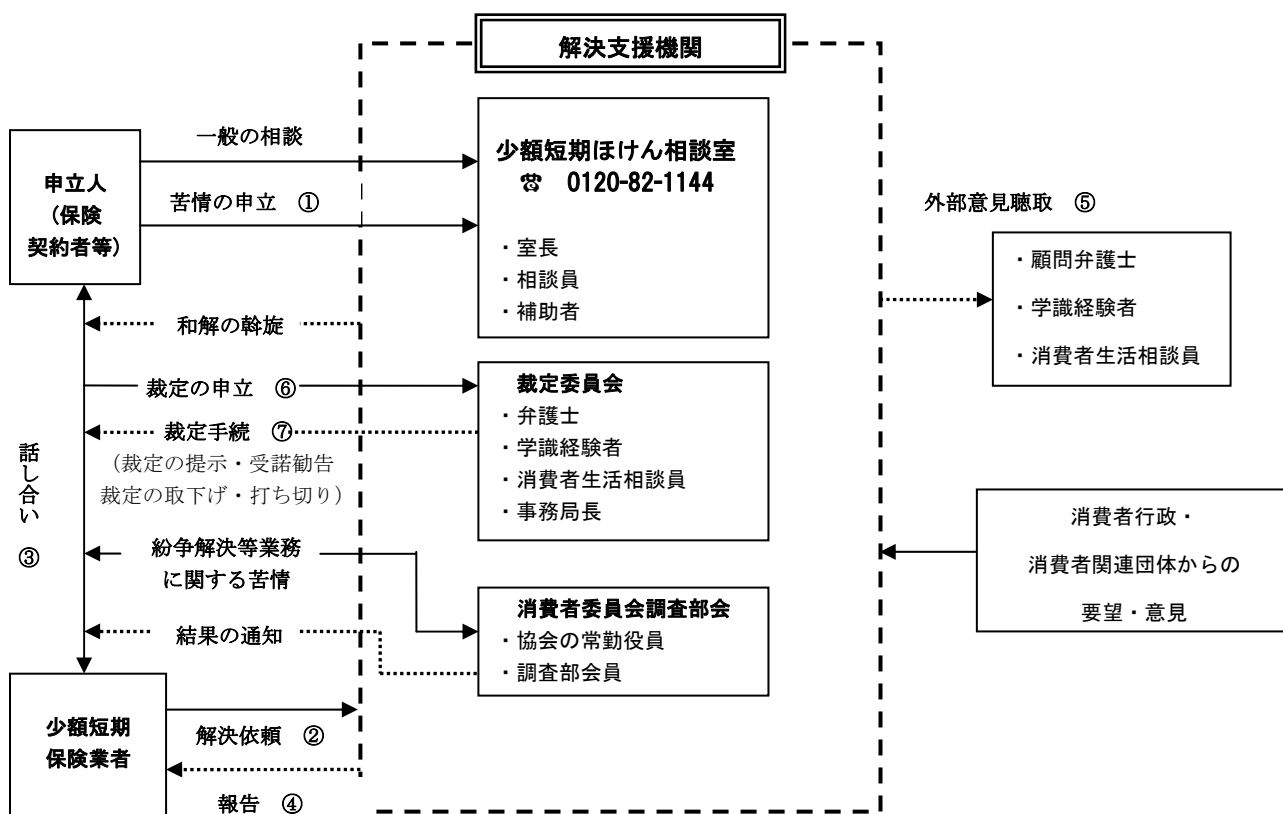 解決支援機関
申立人
（保険
契約者等）
一般の相談
苦情の申立　①
少額短期ほけん相談室
☎　0120-82-1144
・室長
・相談員
・補助者
外部意見聴取　⑤
・顧問弁護士
・学識経験者
・消費者生活相談員
和解の斡旋
裁定の申立　⑥
裁定手続　⑦
（裁定の提示・受諾勧告
裁定の取下げ・打ち切り）
裁定委員会
・弁護士
・学識経験者
・消費者生活相談員
・事務局長
話し合い　③
紛争解決等業務
に関する苦情
結果の通知
消費者委員会調査部会
・協会の常勤役員
・調査部会員
消費者行政・
消費者関連団体からの
要望・意見
少額短期
保険業者
解決依頼　②
報告　④